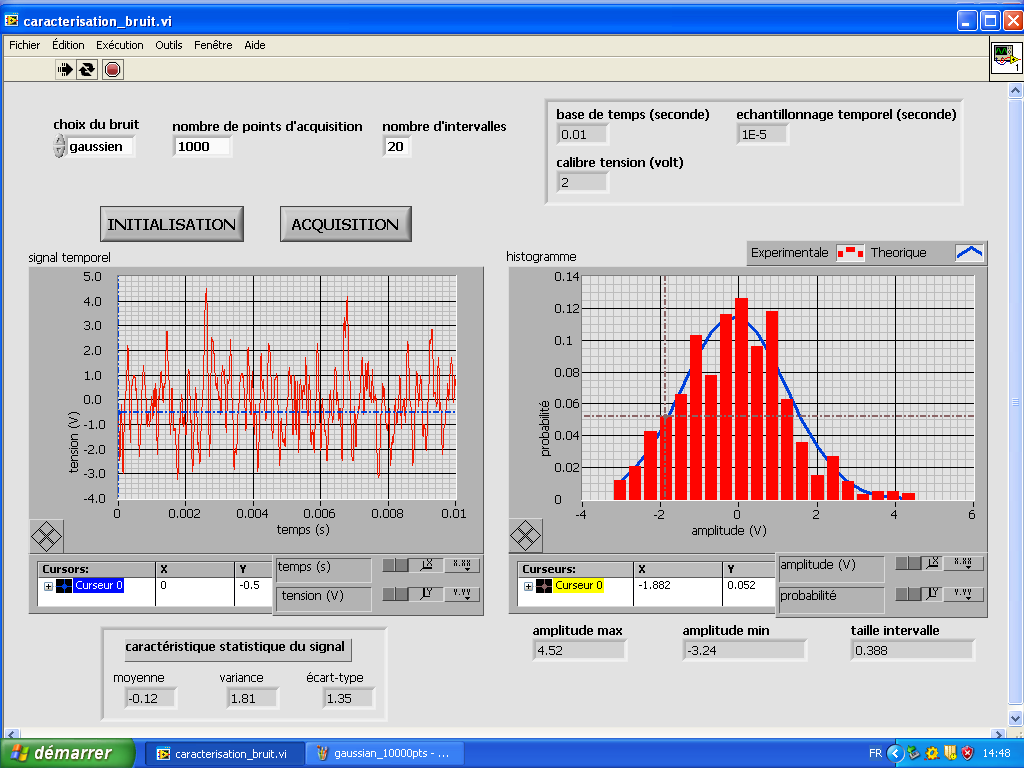 caracterisation_bruit.vi
Fichier Édition Exécution Outils Fenêtre Aide
1
choix du bruit
gaussien
nombre de points d'acquisition
1000
nombre d'intervalles
20
base de temps (seconde)
0.01
echantillonnage temporel (seconde)
1E-5
calibre tension (volt)
2
INITIALISATION
ACQUISITION
signal temporel
5.0
4.0
3.0
2.0
1.0
0.0
-1.0
-2.0
-3.0
-4.0
tension (V)
0 0.002 0.004 0.006 0.008 0.01
temps (s)
histogramme
Experimentale Theorique
0.14
0.12
0.1
0.08
0.06
0.04
0.02
0
probabilité
-4 -2 0 2 4 6
amplitude (V)
Cursors: X Y
Curseur 0 0 -0.5
temps (s)
X X.XX
tension (V)
Y Y.YY
Curseurs: X Y
Curseur 0 -1.882 0.052
amplitude (V)
X X.XX
probabilité
Y Y.YY
caractéristique statistique du signal
moyenne variance écart-type
-0.12 1.81 1.35
amplitude max amplitude min taille intervalle
4.52 -3.24 0.388
démarrer
caracterisation_bruit.vi
gaussian_10000pts - ...
FR
14:48